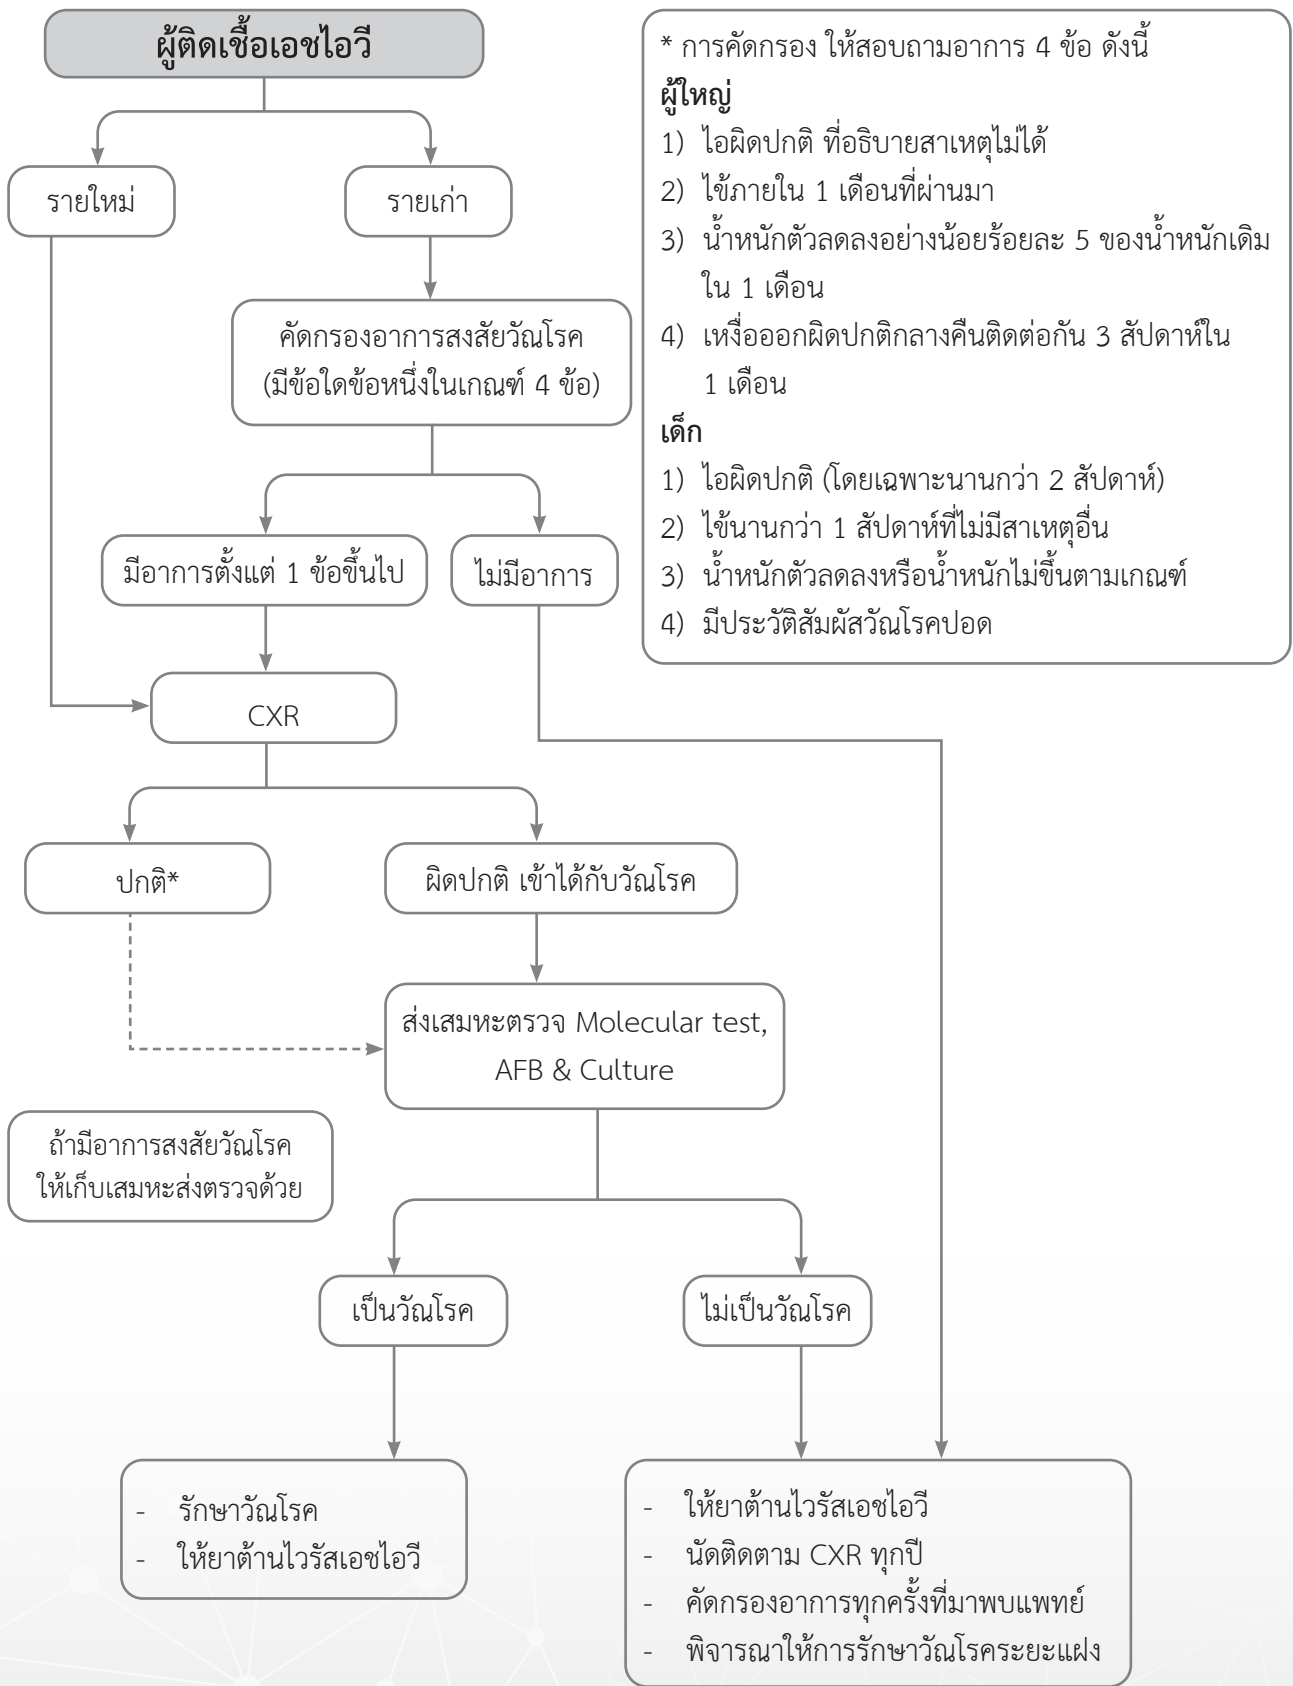 ผู้ติดเชื้อเอชไอวี
รายใหม่
รายเก่า
คัดกรองอาการสงสัยวัณโรค
(มีข้อใดข้อหนึ่งในเกณฑ์ 4 ข้อ)
มีอาการตั้งแต่ 1 ข้อขึ้นไป
ไม่มีอาการ
CXR
ปกติ*
ผิดปกติ เข้าได้กับวัณโรค
ส่งเสมหะตรวจ Molecular test,
AFB & Culture
ถ้ามีอาการสงสัยวัณโรค
ให้เก็บเสมหะส่งตรวจด้วย
เป็นวัณโรค
ไม่เป็นวัณโรค
- รักษาวัณโรค
- ให้ยาต้านไวรัสเอชไอวี
- ให้ยาต้านไวรัสเอชไอวี
- นัดติดตาม CXR ทุกปี
- คัดกรองอาการทุกครั้งที่มาพบแพทย์
- พิจารณาให้การรักษาวัณโรคระยะแฝง
* การคัดกรอง ให้สอบถามอาการ 4 ข้อ ดังนี้
ผู้ใหญ่
1) ไอผิดปกติ ที่อธิบายสาเหตุไม่ได้
2) ไข้ภายใน 1 เดือนที่ผ่านมา
3) น้ำหนักตัวลดลงอย่างน้อยร้อยละ 5 ของน้ำหนักเดิม
ใน 1 เดือน
4) เหงื่อออกผิดปกติกลางคืนติดต่อกัน 3 สัปดาห์ใน
1 เดือน
เด็ก
1) ไอผิดปกติ (โดยเฉพาะนานกว่า 2 สัปดาห์)
2) ไข้นานกว่า 1 สัปดาห์ที่ไม่มีสาเหตุอื่น
3) น้ำหนักตัวลดลงหรือน้ำหนักไม่ขึ้นตามเกณฑ์
4) มีประวัติสัมผัสวัณโรคปอด